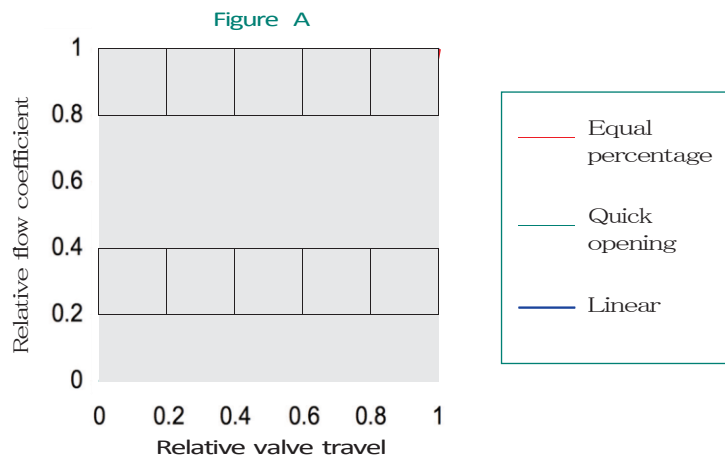 Figure A
1
0.8
0.6
0.4
0.2
0
Relative flow coefficient
0 0.2 0.4 0.6 0.8 1
Relative valve travel
Equal
percentage
Quick
opening
Linear